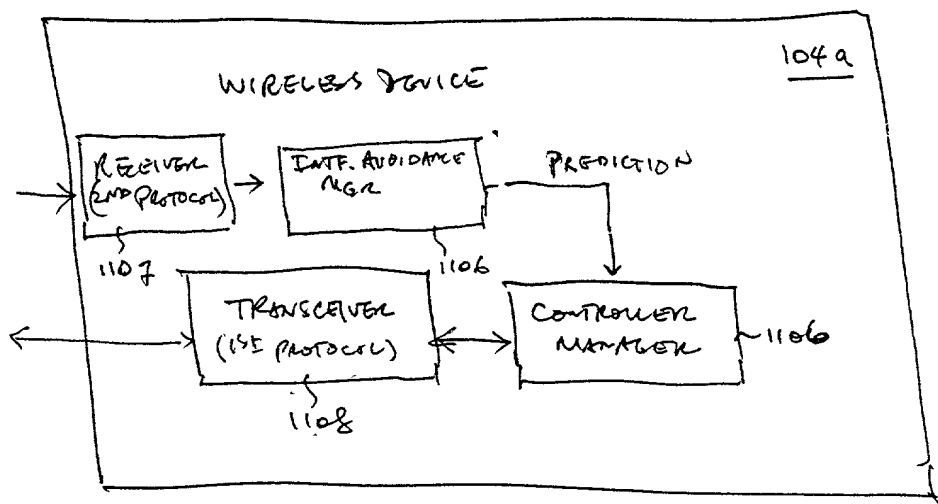 104a
WIRELESS DEVICE
RECEIVER
(2ND PROTOCOL)
INTF. AVOIDANCE
MGR
PREDICTION
1107
1106
TRANSCEIVER
(1ST PROTOCOL)
CONTROLLER
MANAGER
1106
1108